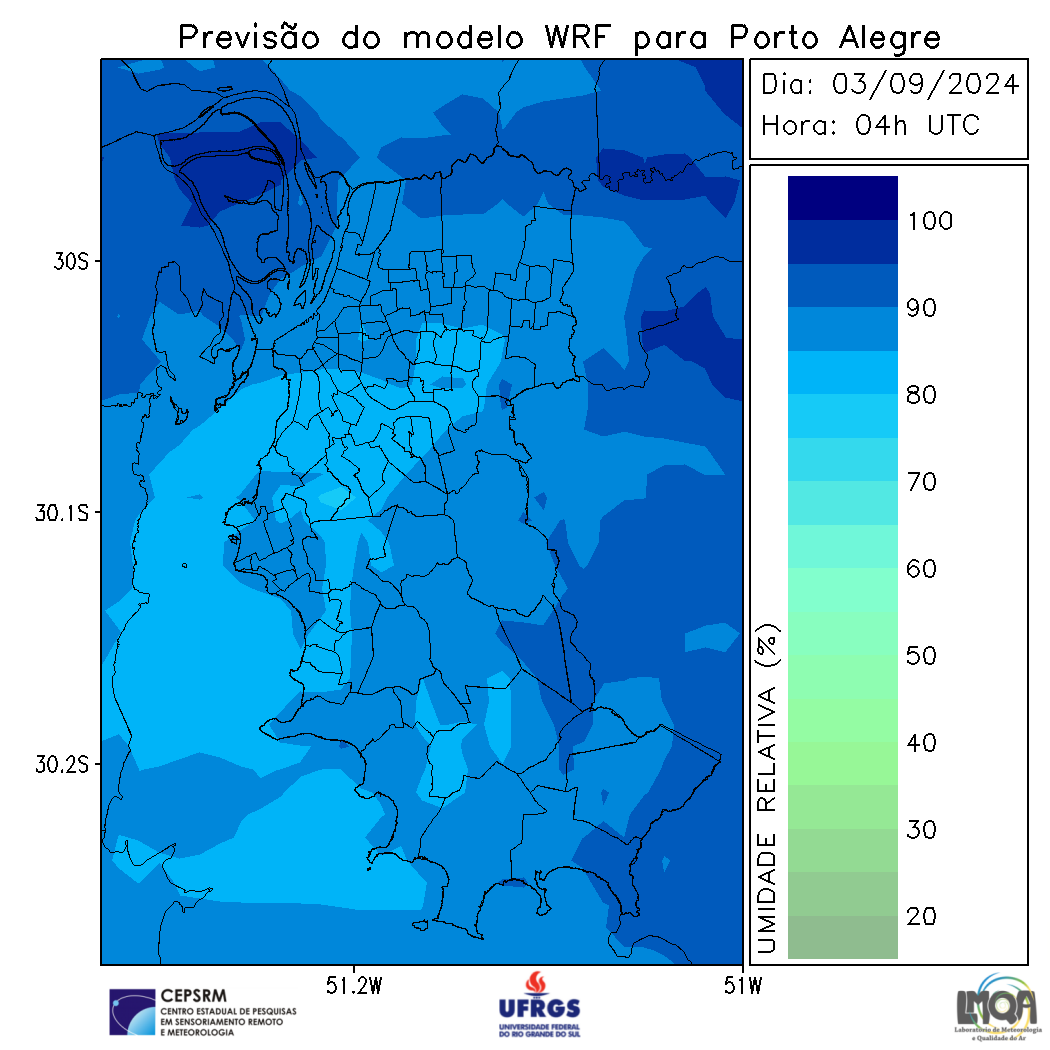 Previsão do modelo WRF para Porto Alegre
Dia: 03/09/2024
Hora: 04h UTC
30S
30.1S
30.2S
51.2W
51W
UMIDADE RELATIVA (%)
100
90
80
70
60
50
40
30
20
CEPSRM
CENTRO ESTADUAL DE PESQUISAS
EM SENSORIAMENTO REMOTO
E METEOROLOGIA
UFRGS
UNIVERSIDADE FEDERAL
DO RIO GRANDE DO SUL
LMQA
Laboratório de Meteorologia
e Qualidade do Ar